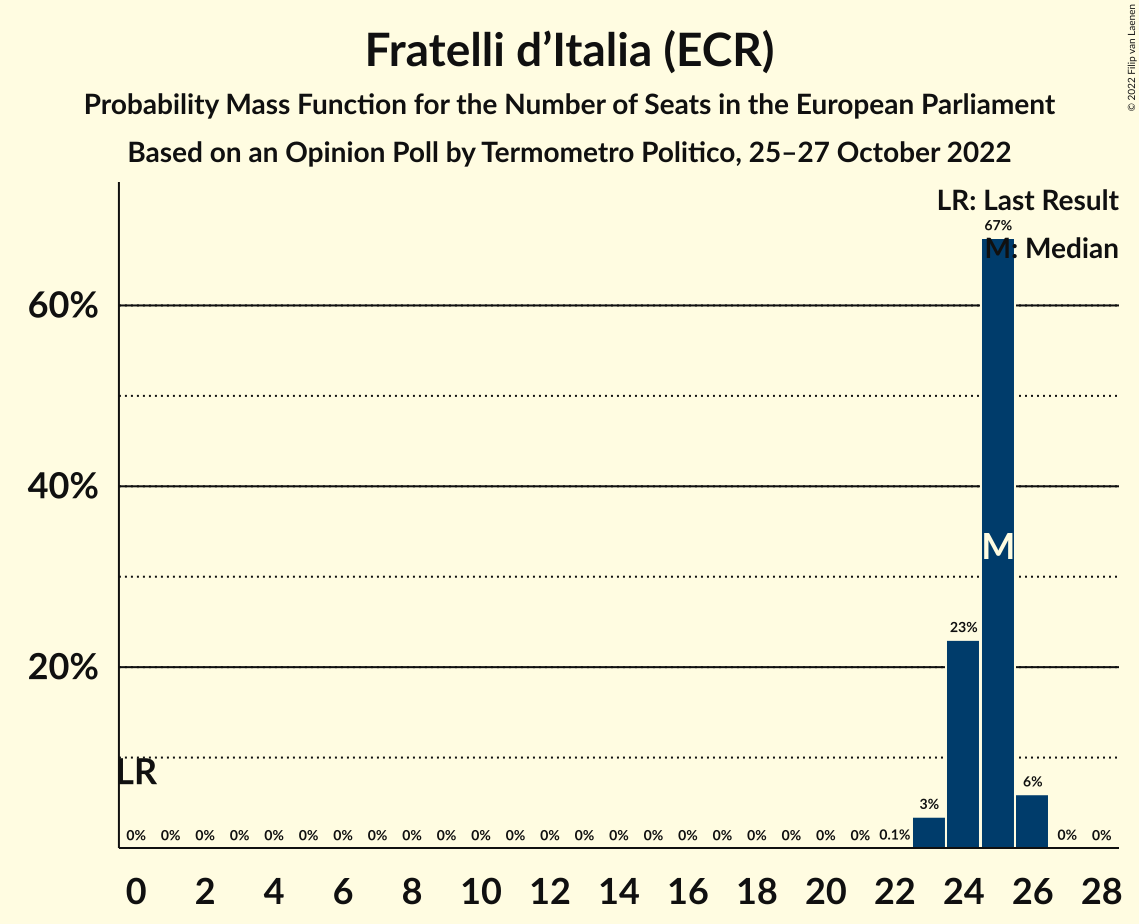 Fratelli d’Italia (ECR)
Probability Mass Function for the Number of Seats in the European Parliament
Based on an Opinion Poll by Termometro Politico, 25–27 October 2022
© 2022 Filip van Laenen
LR: Last Result
67%
M: Median
60%
40%
M
23%
20%
LR
6%
3%
0% 0% 0% 0% 0% 0% 0% 0% 0% 0% 0% 0% 0% 0% 0% 0% 0% 0% 0% 0% 0% 0% 0.1% 0% 0%
0 2 4 6 8 10 12 14 16 18 20 22 24 26 28